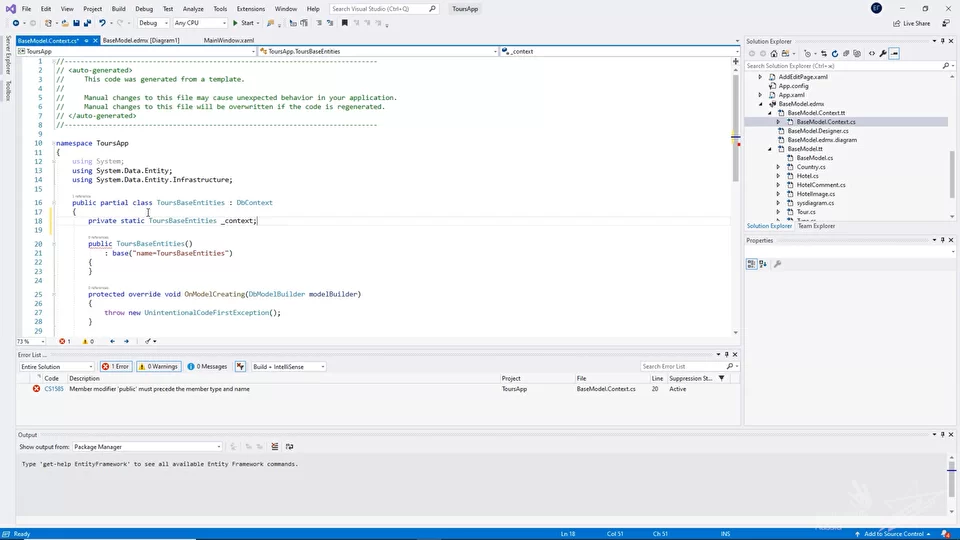 File Edit View Git Project Build Debug Test Analyze Tools Extensions Window Help Search Visual Studio (Ctrl+Q) ToursApp
Debug Any CPU Start Live Share
BaseModel.Context.cs* BaseModel.edmx [Diagram1] MainWindow.xaml
ToursApp ToursApp.ToursBaseEntities _context
Server Explorer
Toolbox
1 //------------------------------------------------------------------------------
2 // <auto-generated>
3 // This code was generated from a template.
4 //
5 // Manual changes to this file may cause unexpected behavior in your application.
6 // Manual changes to this file will be overwritten if the code is regenerated.
7 // </auto-generated>
8 //------------------------------------------------------------------------------
9
10 namespace ToursApp
11 {
12 using System;
13 using System.Data.Entity;
14 using System.Data.Entity.Infrastructure;
15
16 public partial class ToursBaseEntities : DbContext
17 {
18 private static ToursBaseEntities _context;
19
0 references
20 public ToursBaseEntities()
21 : base("name=ToursBaseEntities")
22 {
23 }
24
0 references
25 protected override void OnModelCreating(DbModelBuilder modelBuilder)
26 {
27 throw new UnintentionalCodeFirstException();
28 }
29
73 % 1 0
Solution Explorer
Search Solution Explorer (Ctrl+ж)
AddEditPage.xaml
App.config
App.xaml
BaseModel.edmx
BaseModel.Context.tt
BaseModel.Context.cs
BaseModel.Designer.cs
BaseModel.edmx.diagram
BaseModel.tt
BaseModel.cs
Country.cs
Hotel.cs
HotelComment.cs
HotelImage.cs
sysdiagram.cs
Tour.cs
Solution Explorer Team Explorer
Properties
Error List ...
Entire Solution 1 Error 0 Warnings 0 Messages Build + IntelliSense Search Error List
Code Description Project File Line Suppression St...
CS1585 Member modifier 'public' must precede the member type and name ToursApp BaseModel.Context.cs 20 Active
Output
Show output from: Package Manager
Type 'get-help EntityFramework' to see all available Entity Framework commands.
Ready Ln 18 Col 51 Ch 51 INS Add to Source Control